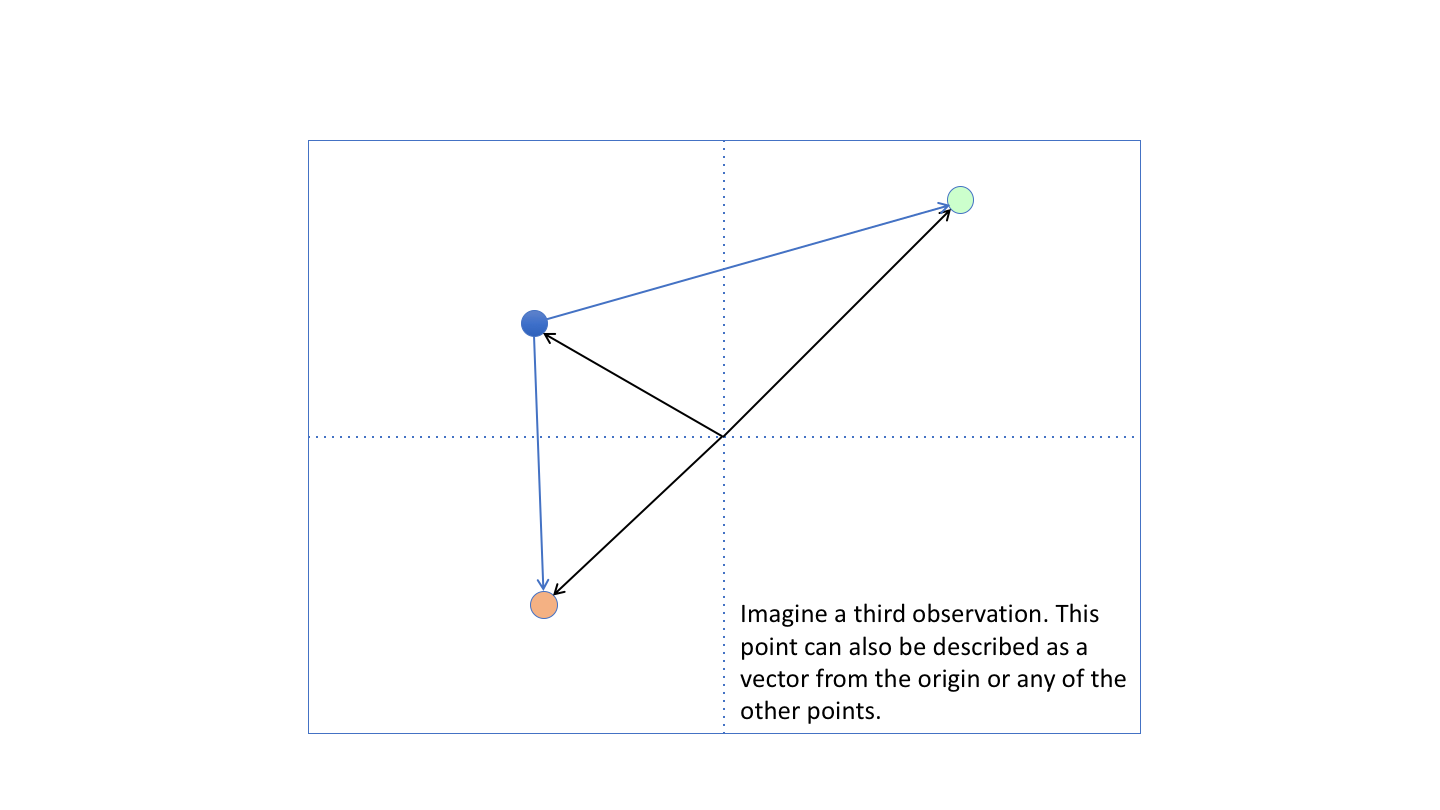 Imagine a third observation. This
point can also be described as a
vector from the origin or any of the
other points.